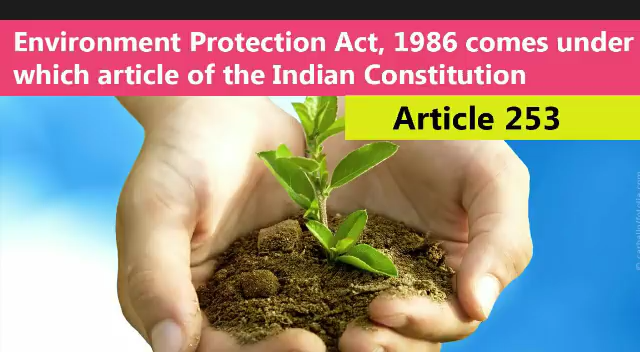 Environment Protection Act, 1986 comes under
which article of the Indian Constitution
Article 253